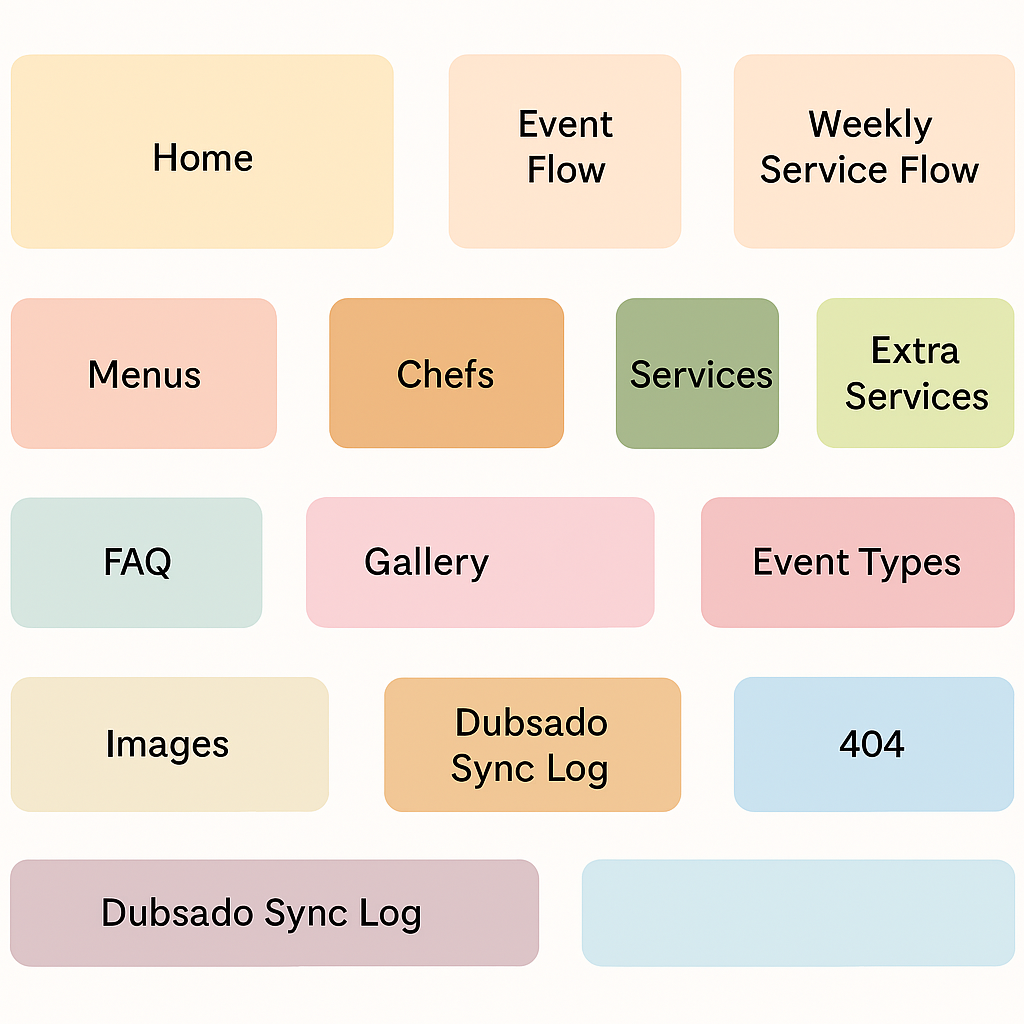 Home
Event
Flow
Weekly
Service Flow
Menus
Chefs
Services
Extra
Services
FAQ
Gallery
Event Types
Images
Dubsado
Sync Log
404
Dubsado Sync Log